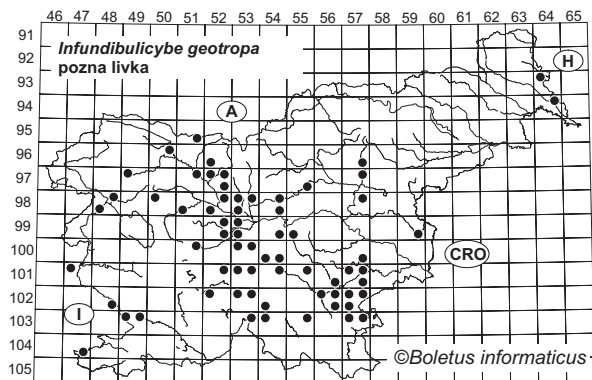 46 47 48 49 50 51 52 53 54 55 56 57 58 59 60 61 62 63 64 65
91
Infundibulicybe geotropa
pozna livka
92
H
93
94
A
95
96
97
98
99
100
CRO
101
102
I
103
104
©Boletus informaticus
105